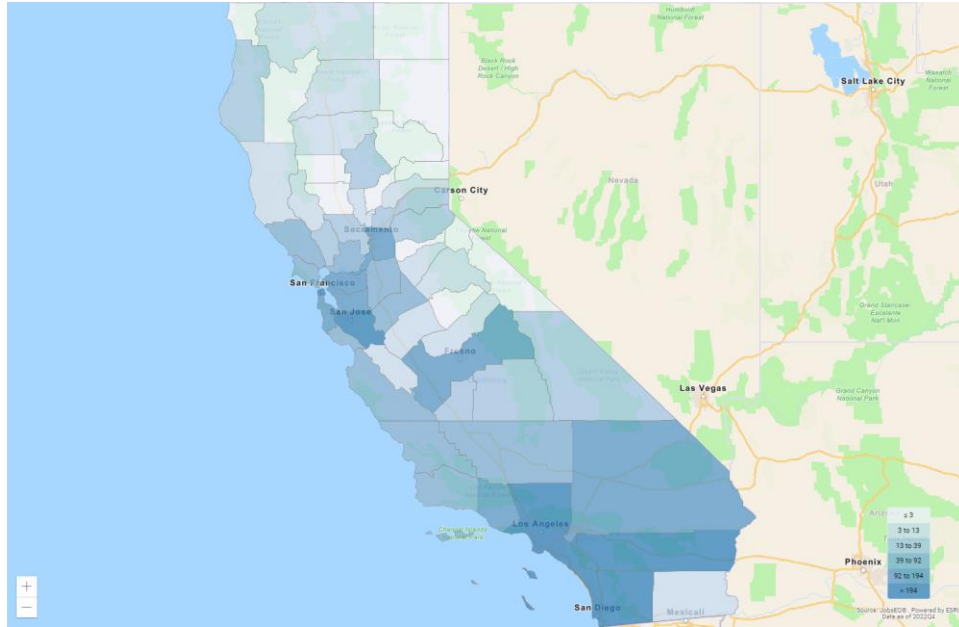 Humboldt
National Forest
Black Rock
Desert / High
Rock Canyon
Salt Lake City
Wasatch
National
Forest
Nevada
Utah
Carson City
Sacramento
San Francisco
San Jose
Fresno
Grand Staircase-
Escalante
Nat'l Mon
Las Vegas
Grand Canyon
National Park
Los Angeles
Channel Islands
San Diego
Mexicali
Phoenix
≤ 3
3 to 13
13 to 39
39 to 92
92 to 194
> 194
+
−
Source: JobsEQ®. Powered by ESRI
Data as of 2022Q4